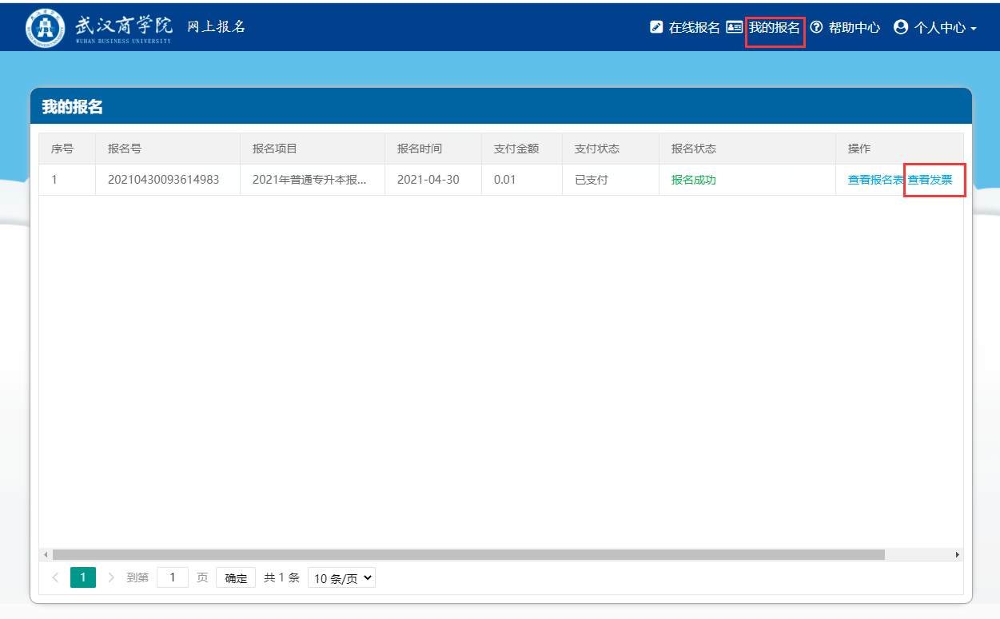 武汉商学院 网上报名
WUHAN BUSINESS UNIVERSITY
在线报名 我的报名 帮助中心 个人中心
我的报名
序号 报名号 报名项目 报名时间 支付金额 支付状态 报名状态 操作
1 20210430093614983 2021年普通专升本报... 2021-04-30 0.01 已支付 报名成功 查看报名表 查看发票
1 到第 1 页 确定 共 1 条 10 条/页